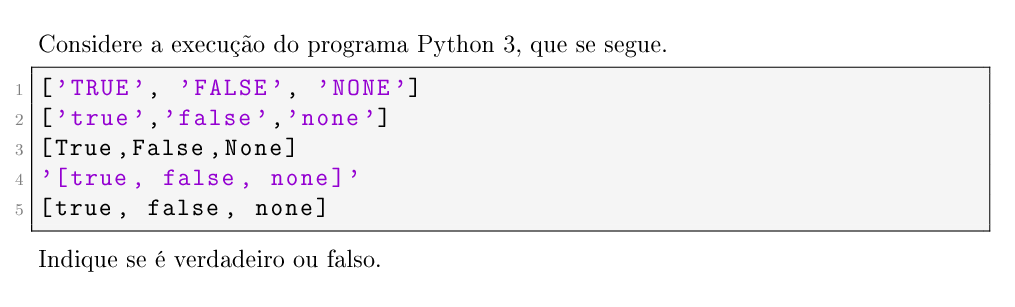 Considere a execução do programa Python 3, que se segue.
1 ['TRUE', 'FALSE', 'NONE']
2 ['true','false','none']
3 [True,False,None]
4 '[true, false, none]'
5 [true, false, none]
Indique se é verdadeiro ou falso.